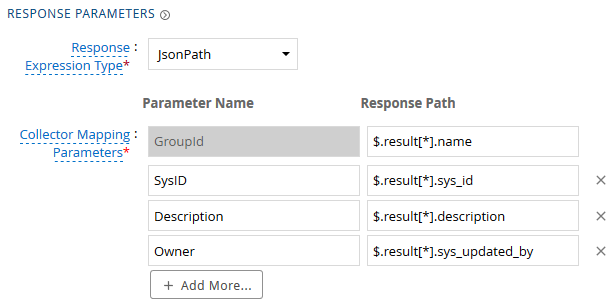 RESPONSE PARAMETERS
Response :
Expression Type*
JsonPath
Parameter Name Response Path
Collector Mapping :
Parameters*
GroupId $.result[*].name
SysID $.result[*].sys_id
Description $.result[*].description
Owner $.result[*].sys_updated_by
+ Add More...